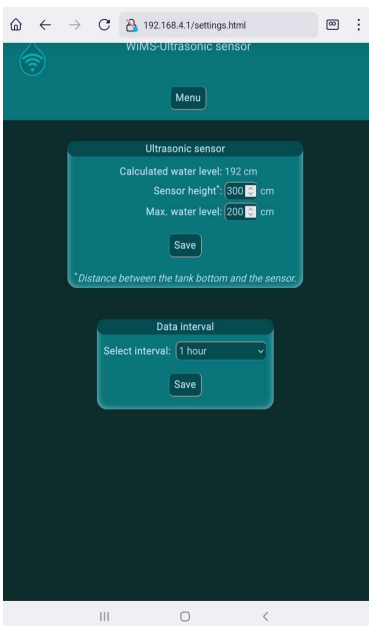 192.168.4.1/settings.html
WiMS-Ultrasonic sensor
Menu
Ultrasonic sensor
Calculated water level: 192 cm
Sensor height*: 300 cm
Max. water level: 200 cm
Save
*Distance between the tank bottom and the sensor.
Data interval
Select interval: 1 hour
Save